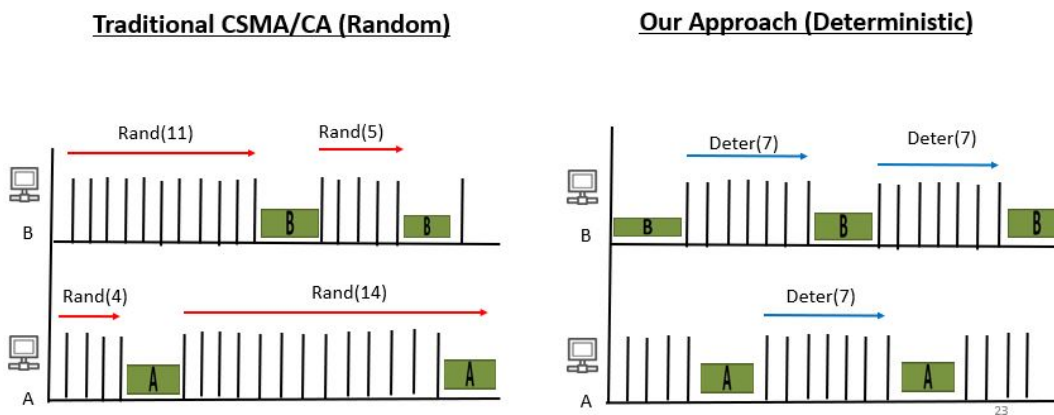 Traditional CSMA/CA (Random)
Our Approach (Deterministic)
Rand(11)
Rand(5)
B
B
B
Rand(4)
Rand(14)
A
A
A
Deter(7)
Deter(7)
B
B
B
B
Deter(7)
A
A
A
23